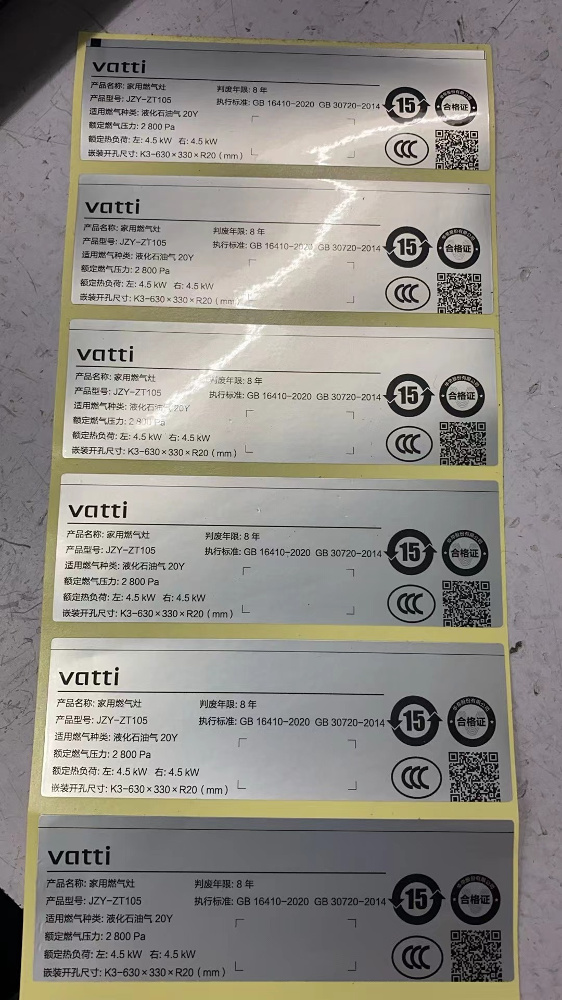 vatti
产品名称: 家用燃气灶
产品型号: JZY-ZT105
适用燃气种类: 液化石油气 20Y
额定燃气压力: 2 800 Pa
额定热负荷: 左: 4.5 kW 右: 4.5 kW
嵌装开孔尺寸: K3-630×330×R20 (mm)
判废年限: 8 年
执行标准: GB 16410-2020 GB 30720-2014
15
华帝股份有限公司
合格证
CCC
vatti
产品名称: 家用燃气灶
产品型号: JZY-ZT105
适用燃气种类: 液化石油气 20Y
额定燃气压力: 2 800 Pa
额定热负荷: 左: 4.5 kW 右: 4.5 kW
嵌装开孔尺寸: K3-630×330×R20 (mm)
判废年限: 8 年
执行标准: GB 16410-2020 GB 30720-2014
15
华帝股份有限公司
合格证
CCC
vatti
产品名称: 家用燃气灶
产品型号: JZY-ZT105
适用燃气种类: 液化石油气 20Y
额定燃气压力: 2 800 Pa
额定热负荷: 左: 4.5 kW 右: 4.5 kW
嵌装开孔尺寸: K3-630×330×R20 (mm)
判废年限: 8 年
执行标准: GB 16410-2020 GB 30720-2014
15
华帝股份有限公司
合格证
CCC
vatti
产品名称: 家用燃气灶
产品型号: JZY-ZT105
适用燃气种类: 液化石油气 20Y
额定燃气压力: 2 800 Pa
额定热负荷: 左: 4.5 kW 右: 4.5 kW
嵌装开孔尺寸: K3-630×330×R20 (mm)
判废年限: 8 年
执行标准: GB 16410-2020 GB 30720-2014
15
华帝股份有限公司
合格证
CCC
vatti
产品名称: 家用燃气灶
产品型号: JZY-ZT105
适用燃气种类: 液化石油气 20Y
额定燃气压力: 2 800 Pa
额定热负荷: 左: 4.5 kW 右: 4.5 kW
嵌装开孔尺寸: K3-630×330×R20 (mm)
判废年限: 8 年
执行标准: GB 16410-2020 GB 30720-2014
15
华帝股份有限公司
合格证
CCC
vatti
产品名称: 家用燃气灶
产品型号: JZY-ZT105
适用燃气种类: 液化石油气 20Y
额定燃气压力: 2 800 Pa
额定热负荷: 左: 4.5 kW 右: 4.5 kW
嵌装开孔尺寸: K3-630×330×R20 (mm)
判废年限: 8 年
执行标准: GB 16410-2020 GB 30720-2014
15
华帝股份有限公司
合格证
CCC